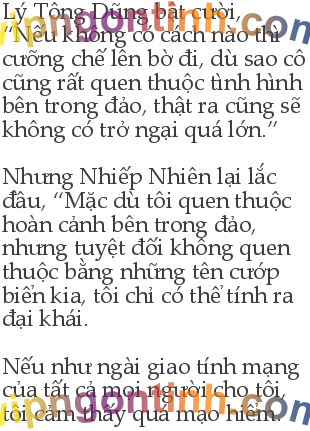 Lý Tông Dũng bật cười,
“Nếu không có cách nào thì
cưỡng chế lên bờ đi, dù sao cô
cũng rất quen thuộc tình hình
bên trong đảo, thật ra cũng sẽ
không có trở ngại quá lớn.”
Nhưng Nhiếp Nhiên lại lắc
đầu, “Mặc dù tôi quen thuộc
hoàn cảnh bên trong đảo,
nhưng tuyệt đối không quen
thuộc bằng những tên cướp
biển kia, tôi chỉ có thể tính ra
đại khái.
Nếu như ngài giao tính mạng
của tất cả mọi người cho tôi,
tôi cảm thấy quá mạo hiểm.”
vipngontinh.com
vipngontinh.com